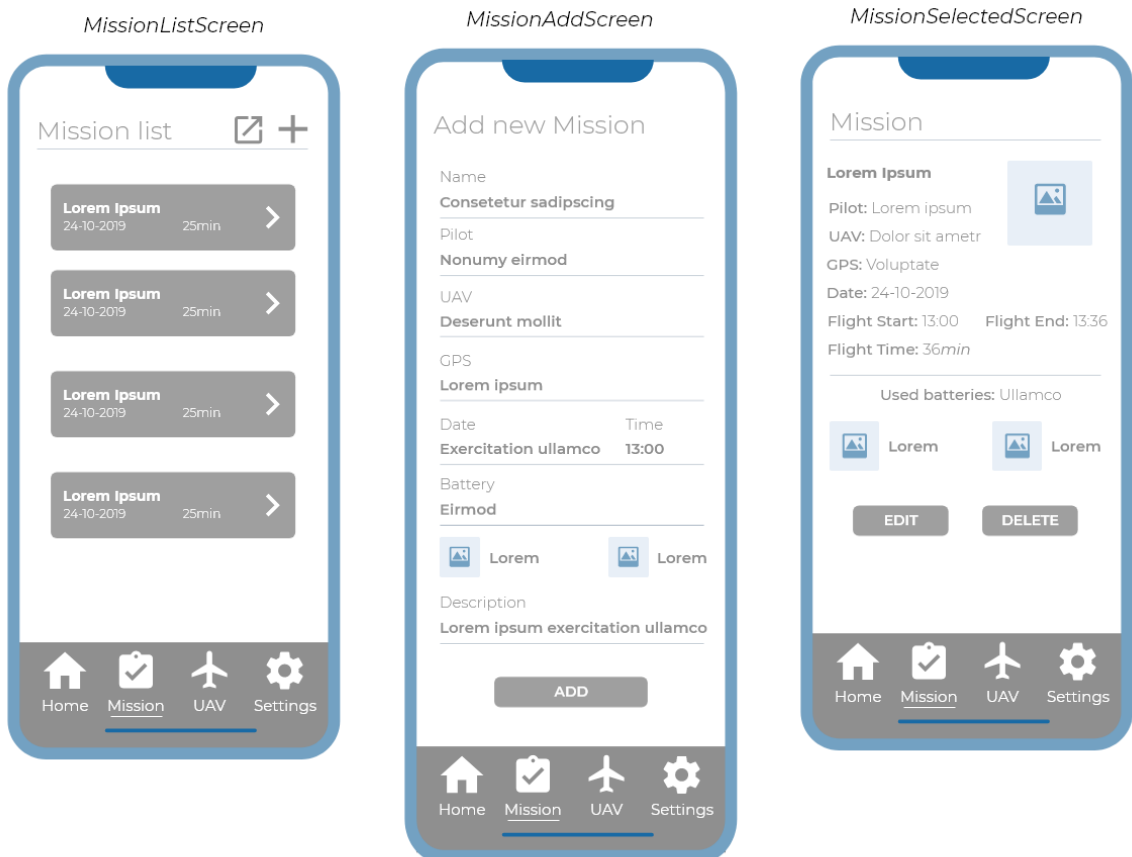 MissionListScreen
Mission list
Lorem Ipsum
24-10-2019 25min
Lorem Ipsum
24-10-2019 25min
Lorem Ipsum
24-10-2019 25min
Lorem Ipsum
24-10-2019 25min
Home Mission UAV Settings
MissionAddScreen
Add new Mission
Name
Consetetur sadipscing
Pilot
Nonumy eirmod
UAV
Deserunt mollit
GPS
Lorem ipsum
Date Time
Exercitation ullamco 13:00
Battery
Eirmod
Lorem Lorem
Description
Lorem ipsum exercitation ullamco
ADD
Home Mission UAV Settings
MissionSelectedScreen
Mission
Lorem Ipsum
Pilot: Lorem ipsum
UAV: Dolor sit ametr
GPS: Voluptate
Date: 24-10-2019
Flight Start: 13:00 Flight End: 13:36
Flight Time: 36min
Used batteries: Ullamco
Lorem Lorem
EDIT DELETE
Home Mission UAV Settings